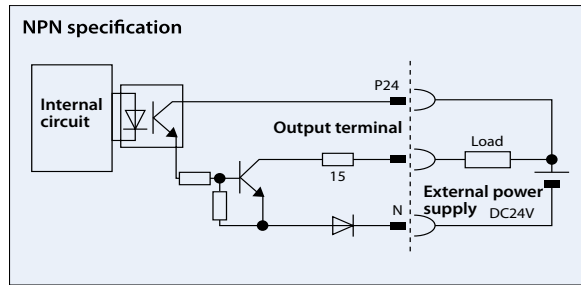 NPN specification
P24
Internal
circuit
Output terminal
Load
15
External power
supply
DC24V
N